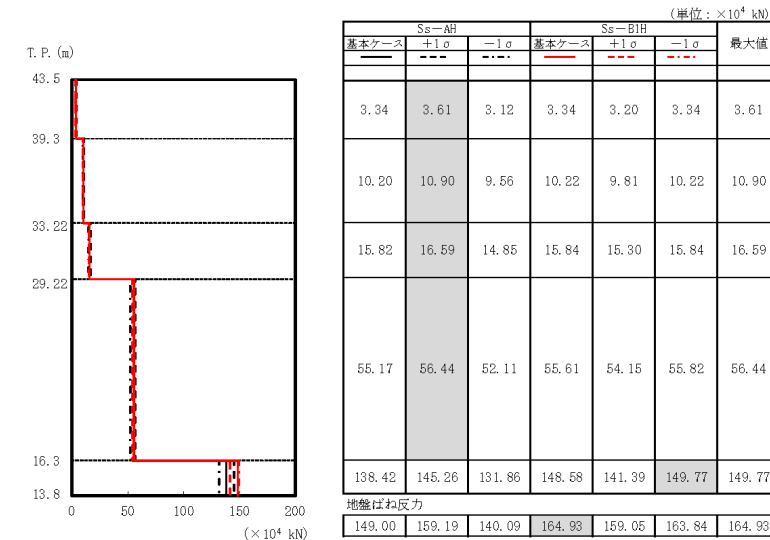 (単位：×10⁴ kN)
Ss－AH Ss－B1H 最大値
基本ケース ＋1σ －1σ 基本ケース ＋1σ －1σ
T.P.(m)
43.5
3.34 3.61 3.12 3.34 3.20 3.34 3.61
39.3
10.20 10.90 9.56 10.22 9.81 10.22 10.90
33.22
15.82 16.59 14.85 15.84 15.30 15.84 16.59
29.22
55.17 56.44 52.11 55.61 54.15 55.82 56.44
16.3
138.42 145.26 131.86 148.58 141.39 149.77 149.77
13.8
地盤ばね反力
149.00 159.19 140.09 164.93 159.05 163.84 164.93
0 50 100 150 200
(×10⁴ kN)